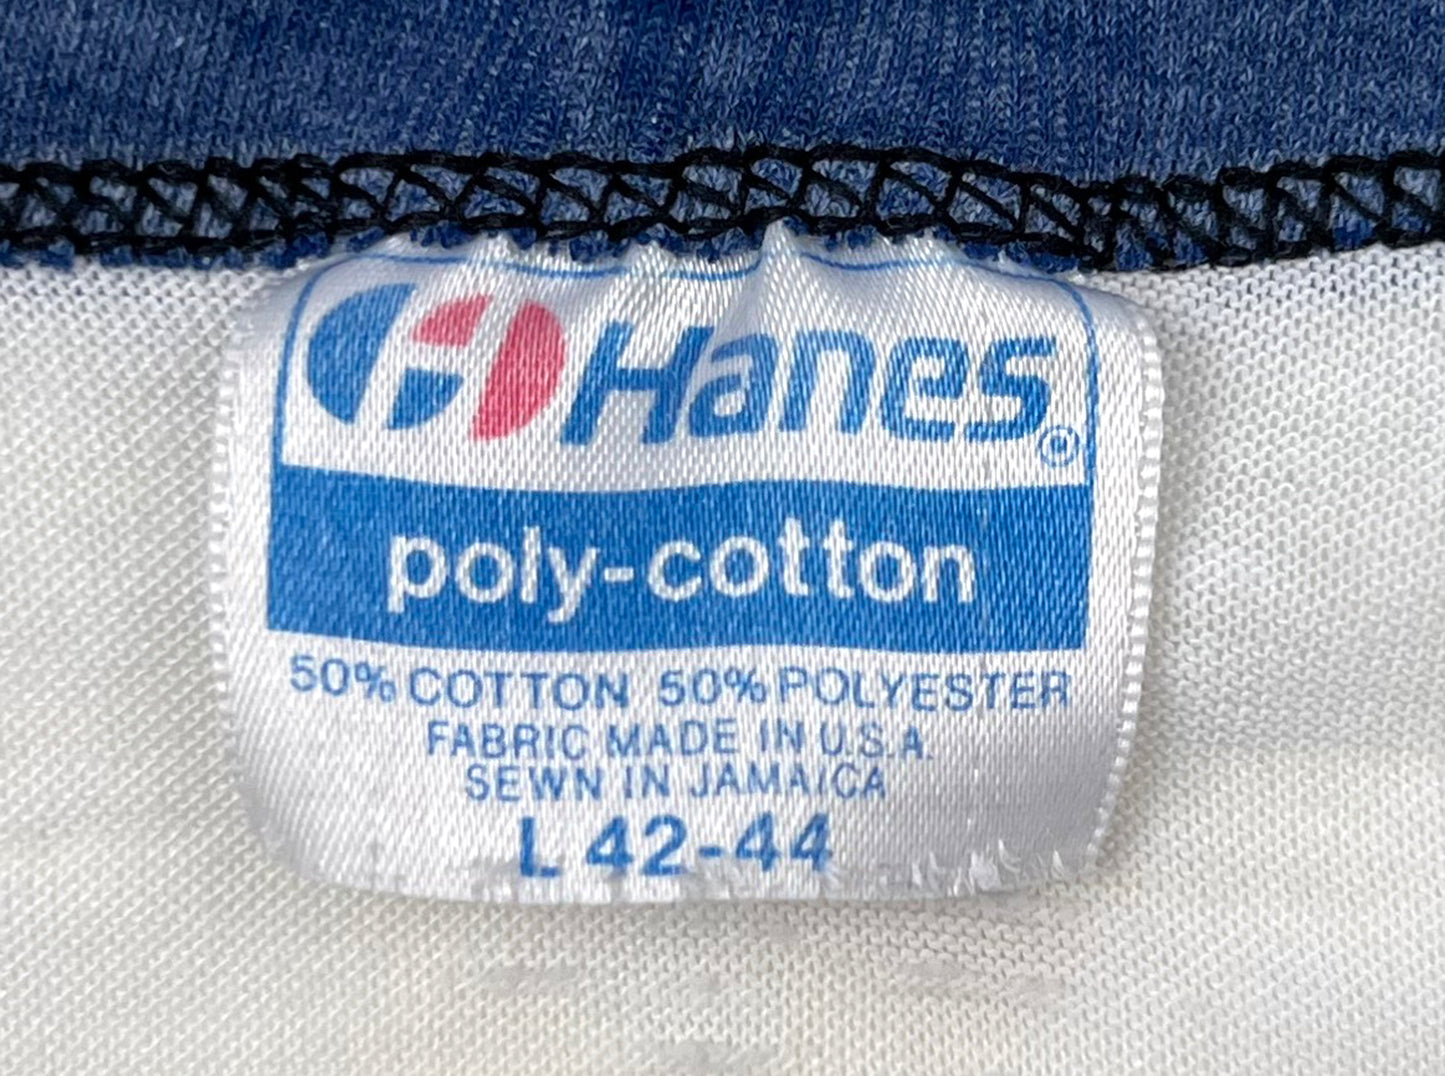 Hanes®
poly-cotton
50% COTTON 50% POLYESTER
FABRIC MADE IN U.S.A.
SEWN IN JAMAICA
L 42-44